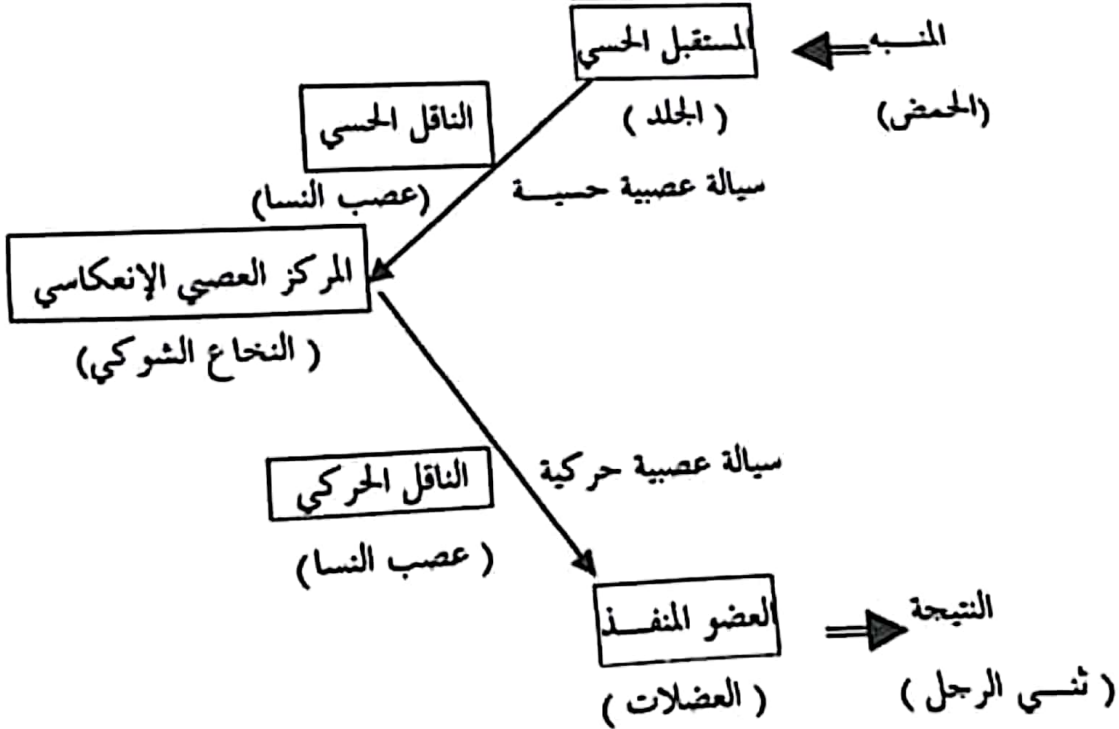 المنبه
(الحمض)
المستقبل الحسي
(الجلد)
الناقل الحسي
(عصب النسا)
سيالة عصبية حسية
المركز العصبي الإنعكاسي
(النخاع الشوكي)
سيالة عصبية حركية
الناقل الحركي
(عصب النسا)
العضو المنفذ
(العضلات)
النتيجة
(ثني الرجل)